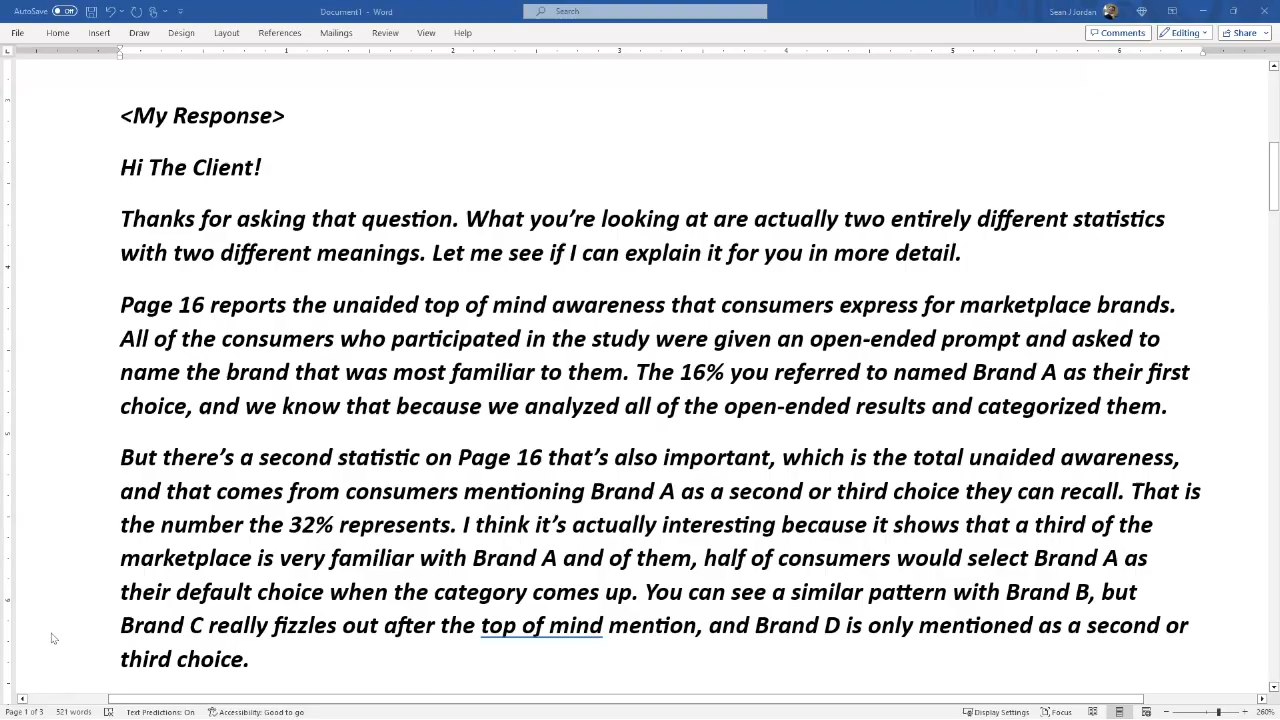 AutoSave Off Document1 - Word Search Sean J Jordan
File Home Insert Draw Design Layout References Mailings Review View Help Comments Editing Share
1 2 3 4 5 6
<My Response>
Hi The Client!
Thanks for asking that question. What you’re looking at are actually two entirely different statistics
with two different meanings. Let me see if I can explain it for you in more detail.
Page 16 reports the unaided top of mind awareness that consumers express for marketplace brands.
All of the consumers who participated in the study were given an open-ended prompt and asked to
name the brand that was most familiar to them. The 16% you referred to named Brand A as their first
choice, and we know that because we analyzed all of the open-ended results and categorized them.
But there’s a second statistic on Page 16 that’s also important, which is the total unaided awareness,
and that comes from consumers mentioning Brand A as a second or third choice they can recall. That is
the number the 32% represents. I think it’s actually interesting because it shows that a third of the
marketplace is very familiar with Brand A and of them, half of consumers would select Brand A as
their default choice when the category comes up. You can see a similar pattern with Brand B, but
Brand C really fizzles out after the top of mind mention, and Brand D is only mentioned as a second or
third choice.
Page 1 of 3 521 words Text Predictions: On Accessibility: Good to go Display Settings Focus 260%